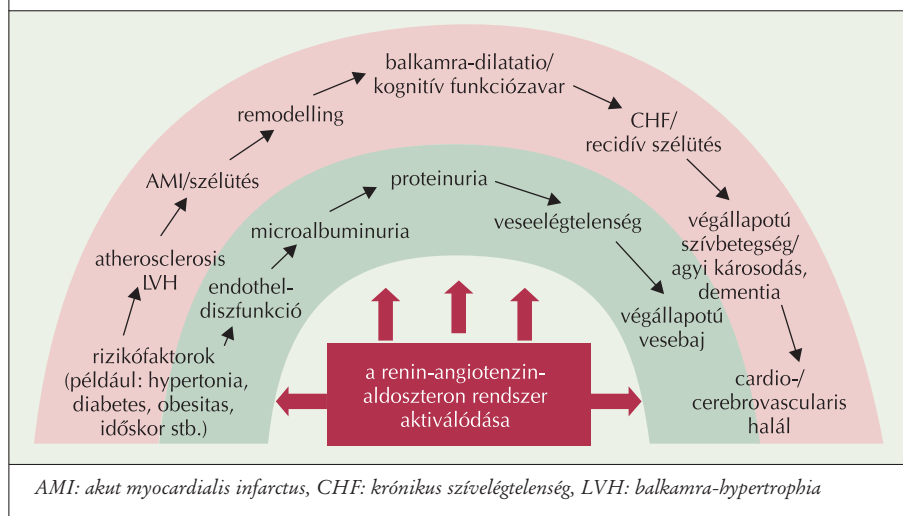 balkamra-dilatatio/
kognitív funkciózavar
remodelling
CHF/
recidív szélütés
AMI/szélütés
proteinuria
microalbuminuria
veseelégtelenség
végállapotú
szívbetegség/
agyi károsodás,
dementia
atherosclerosis
LVH
endothel-
diszfunkció
végállapotú
vesebaj
rizikófaktorok
(például: hypertonia,
diabetes, obesitas,
időskor stb.)
a renin-angiotenzin-
aldoszteron rendszer
aktiválódása
cardio-/
cerebrovascularis
halál
AMI: akut myocardialis infarctus, CHF: krónikus szívelégtelenség, LVH: balkamra-hypertrophia